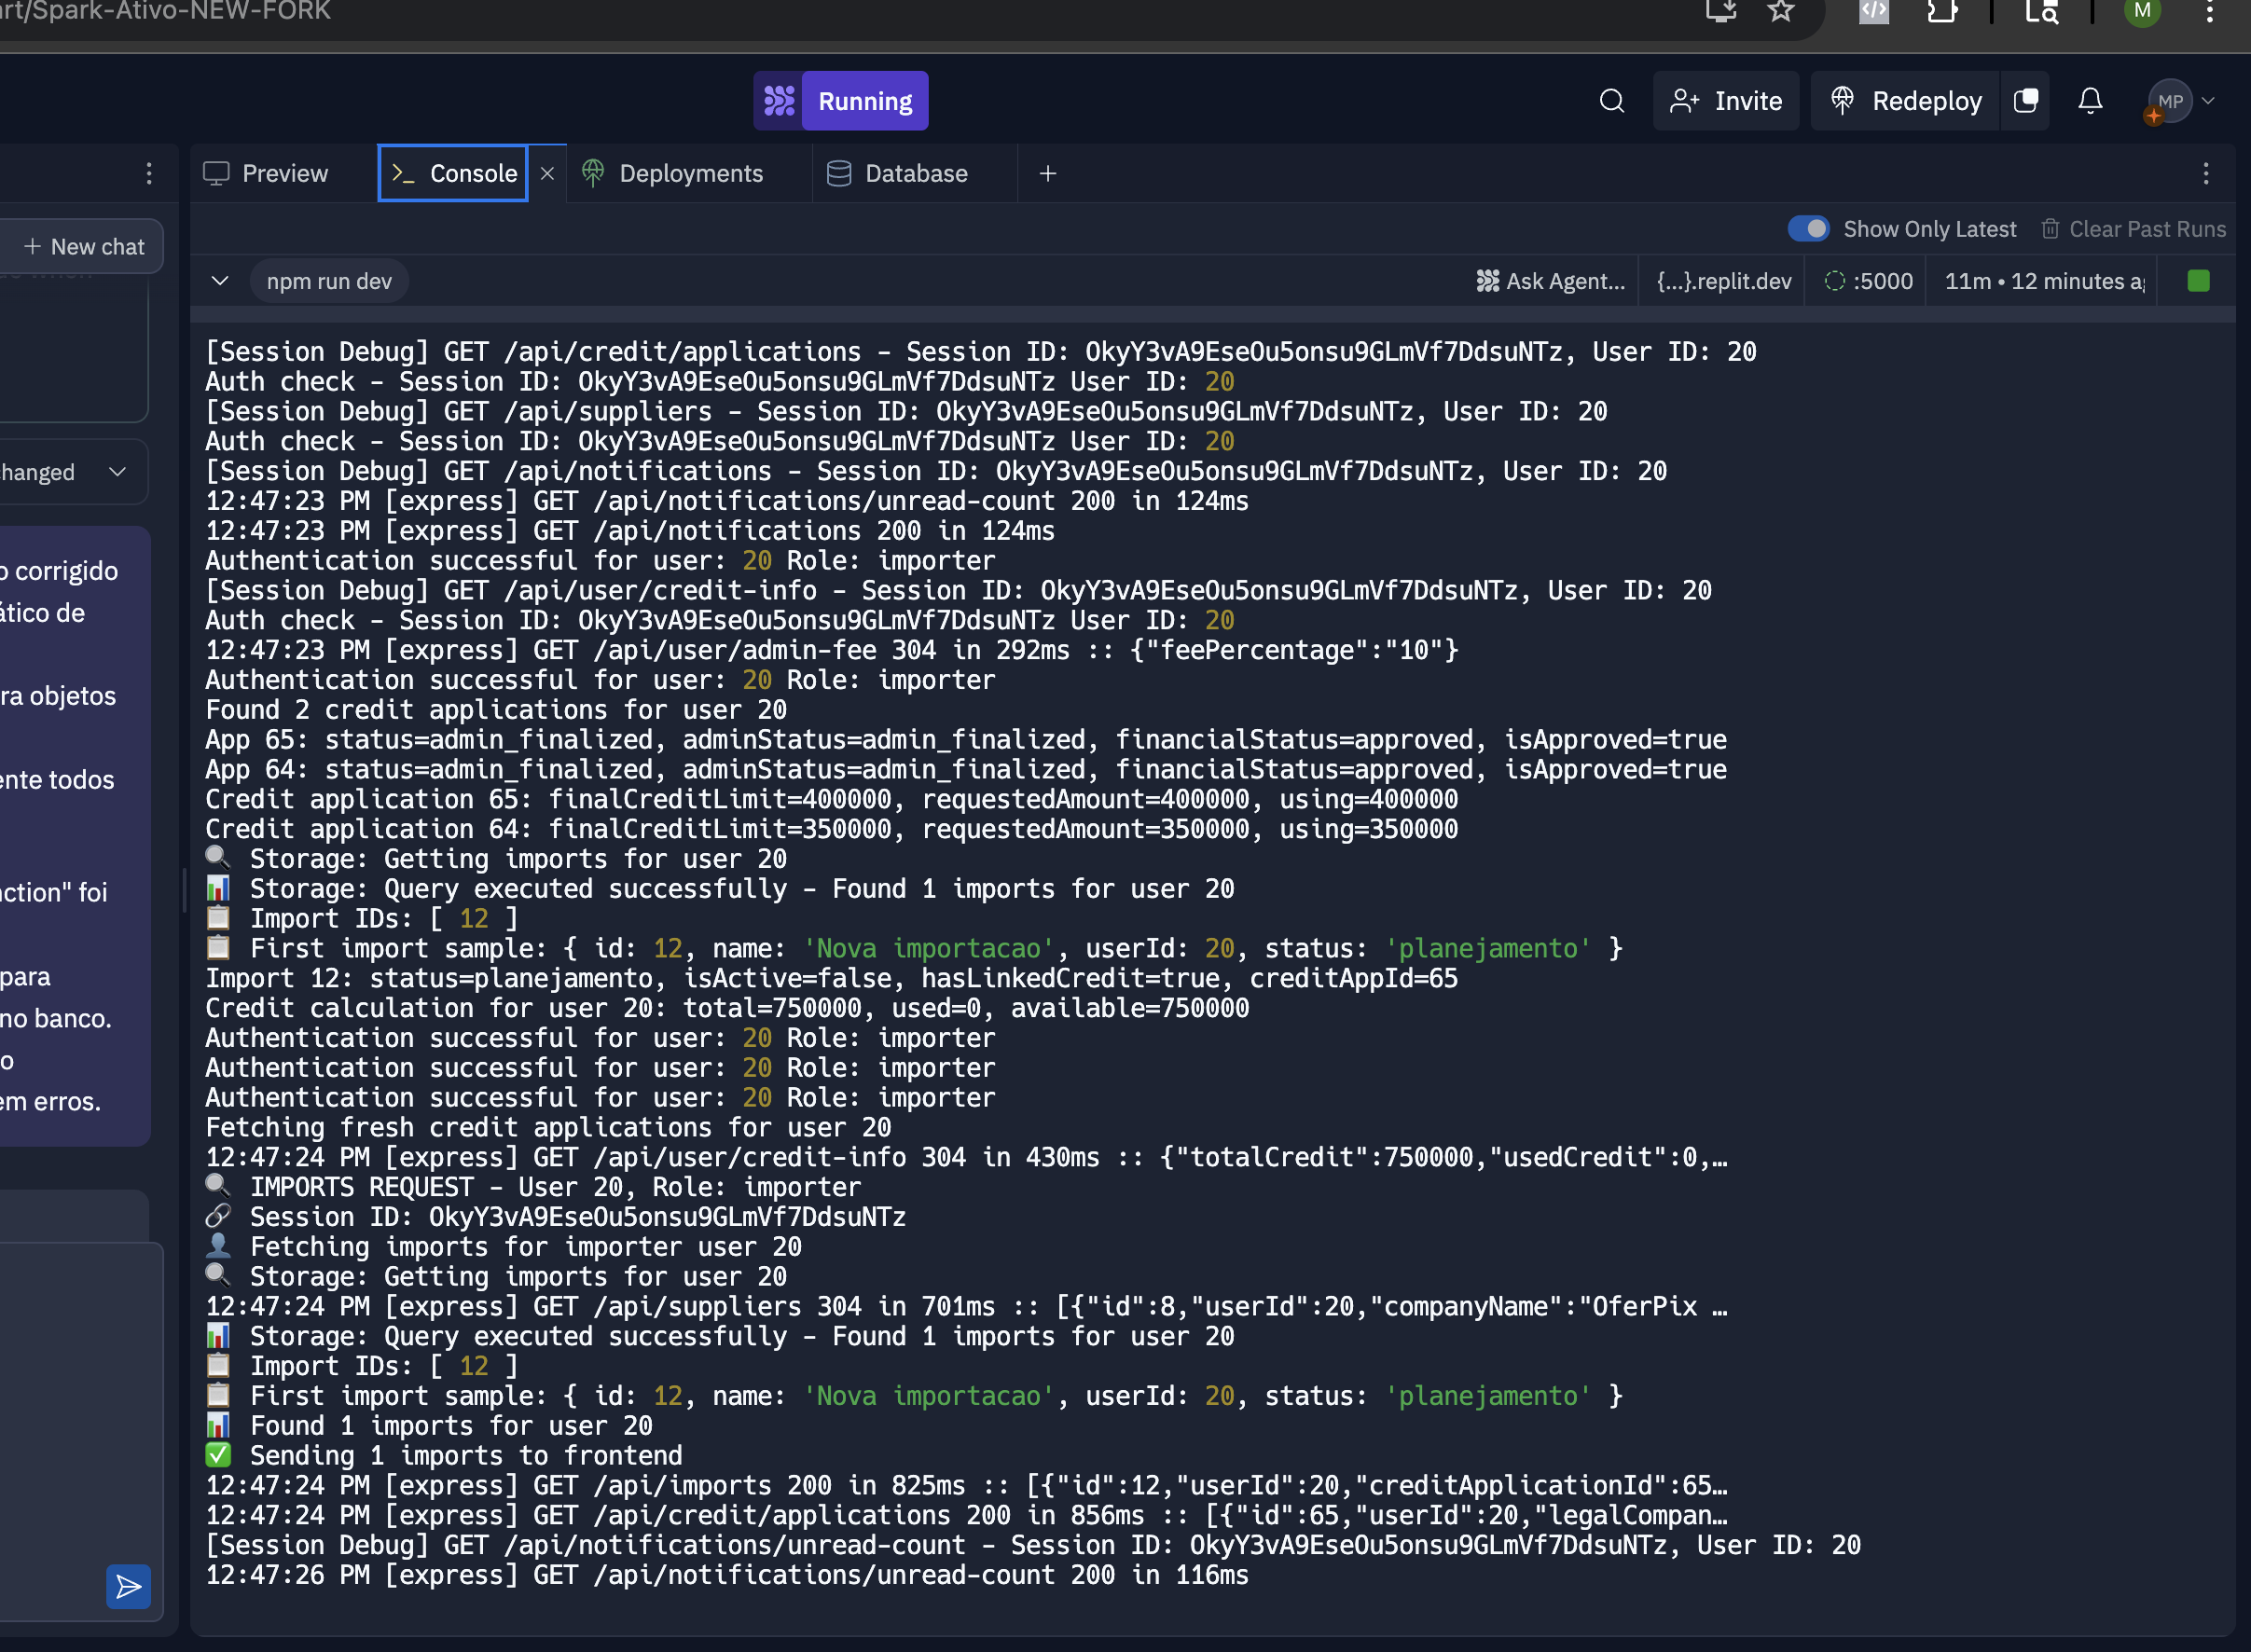 art/Spark-Ativo-NEW-FORK
M
Running
Invite
Redeploy
MP
Preview
Console
Deployments
Database
Show Only Latest
Clear Past Runs
New chat
npm run dev
Ask Agent...
{...}.replit.dev
:5000
11m • 12 minutes ag
hanged
o corrigido
ático de
ra objetos
ente todos
ction" foi
para
no banco.
o
em erros.
[Session Debug] GET /api/credit/applications - Session ID: OkyY3vA9EseOu5onsu9GLmVf7DdsuNTz, User ID: 20
Auth check - Session ID: OkyY3vA9EseOu5onsu9GLmVf7DdsuNTz User ID: 20
[Session Debug] GET /api/suppliers - Session ID: OkyY3vA9EseOu5onsu9GLmVf7DdsuNTz, User ID: 20
Auth check - Session ID: OkyY3vA9EseOu5onsu9GLmVf7DdsuNTz User ID: 20
[Session Debug] GET /api/notifications - Session ID: OkyY3vA9EseOu5onsu9GLmVf7DdsuNTz, User ID: 20
12:47:23 PM [express] GET /api/notifications/unread-count 200 in 124ms
12:47:23 PM [express] GET /api/notifications 200 in 124ms
Authentication successful for user: 20 Role: importer
[Session Debug] GET /api/user/credit-info - Session ID: OkyY3vA9EseOu5onsu9GLmVf7DdsuNTz, User ID: 20
Auth check - Session ID: OkyY3vA9EseOu5onsu9GLmVf7DdsuNTz User ID: 20
12:47:23 PM [express] GET /api/user/admin-fee 304 in 292ms :: {"feePercentage":"10"}
Authentication successful for user: 20 Role: importer
Found 2 credit applications for user 20
App 65: status=admin_finalized, adminStatus=admin_finalized, financialStatus=approved, isApproved=true
App 64: status=admin_finalized, adminStatus=admin_finalized, financialStatus=approved, isApproved=true
Credit application 65: finalCreditLimit=400000, requestedAmount=400000, using=400000
Credit application 64: finalCreditLimit=350000, requestedAmount=350000, using=350000
🔍 Storage: Getting imports for user 20
📊 Storage: Query executed successfully - Found 1 imports for user 20
📋 Import IDs: [ 12 ]
📋 First import sample: { id: 12, name: 'Nova importacao', userId: 20, status: 'planejamento' }
Import 12: status=planejamento, isActive=false, hasLinkedCredit=true, creditAppId=65
Credit calculation for user 20: total=750000, used=0, available=750000
Authentication successful for user: 20 Role: importer
Authentication successful for user: 20 Role: importer
Authentication successful for user: 20 Role: importer
Fetching fresh credit applications for user 20
12:47:24 PM [express] GET /api/user/credit-info 304 in 430ms :: {"totalCredit":750000,"usedCredit":0,…
🔍 IMPORTS REQUEST - User 20, Role: importer
🔗 Session ID: OkyY3vA9EseOu5onsu9GLmVf7DdsuNTz
👤 Fetching imports for importer user 20
🔍 Storage: Getting imports for user 20
12:47:24 PM [express] GET /api/suppliers 304 in 701ms :: [{"id":8,"userId":20,"companyName":"OferPix …
📊 Storage: Query executed successfully - Found 1 imports for user 20
📋 Import IDs: [ 12 ]
📋 First import sample: { id: 12, name: 'Nova importacao', userId: 20, status: 'planejamento' }
📊 Found 1 imports for user 20
✅ Sending 1 imports to frontend
12:47:24 PM [express] GET /api/imports 200 in 825ms :: [{"id":12,"userId":20,"creditApplicationId":65…
12:47:24 PM [express] GET /api/credit/applications 200 in 856ms :: [{"id":65,"userId":20,"legalCompan…
[Session Debug] GET /api/notifications/unread-count - Session ID: OkyY3vA9EseOu5onsu9GLmVf7DdsuNTz, User ID: 20
12:47:26 PM [express] GET /api/notifications/unread-count 200 in 116ms